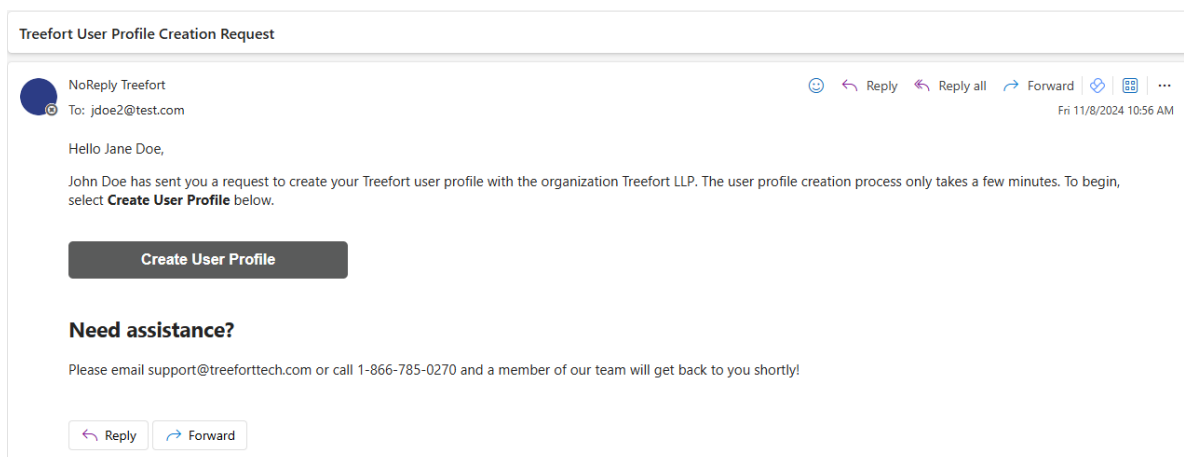 Treefort User Profile Creation Request
NoReply Treefort
Reply
Reply all
Forward
To: jdoe2@test.com
Fri 11/8/2024 10:56 AM
Hello Jane Doe,
John Doe has sent you a request to create your Treefort user profile with the organization Treefort LLP. The user profile creation process only takes a few minutes. To begin,
select Create User Profile below.
Create User Profile
Need assistance?
Please email support@treeforttech.com or call 1-866-785-0270 and a member of our team will get back to you shortly!
Reply
Forward